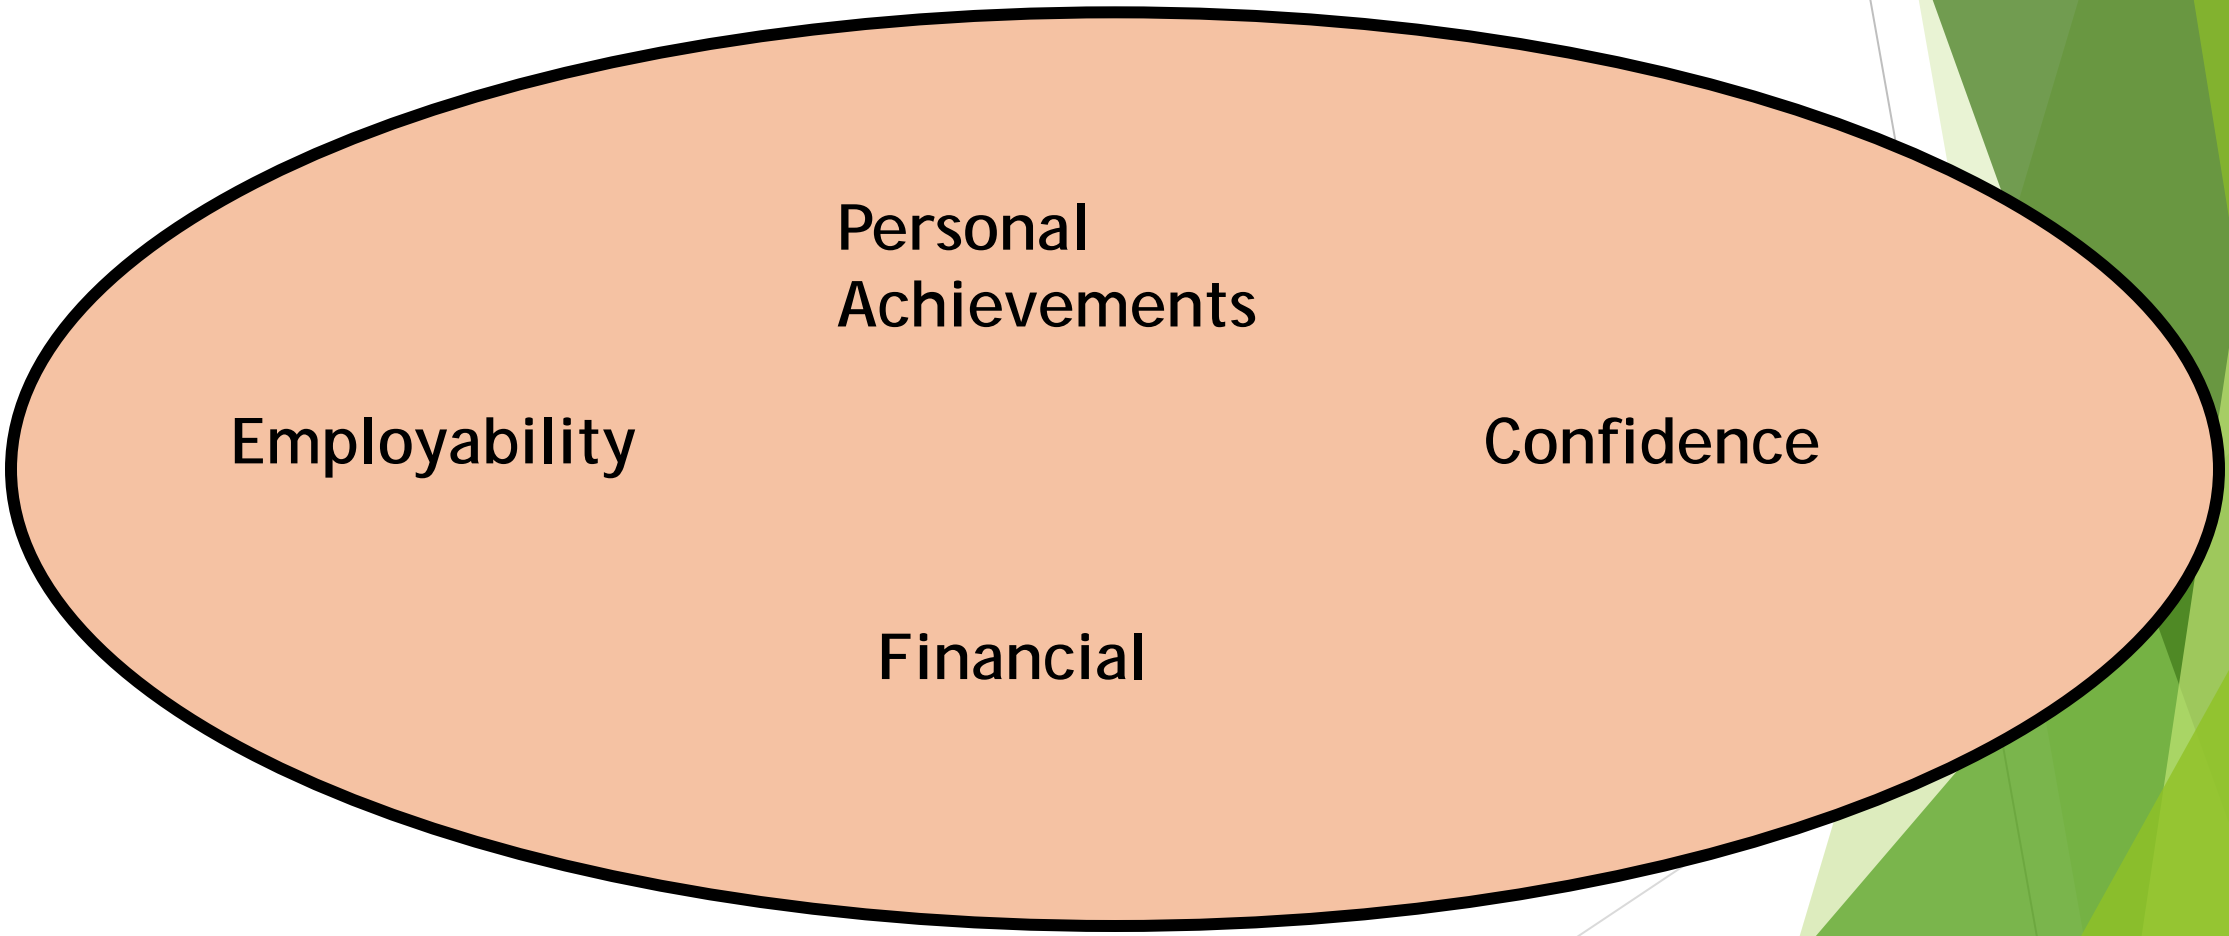 Personal
Achievements
Employability
Confidence
Financial